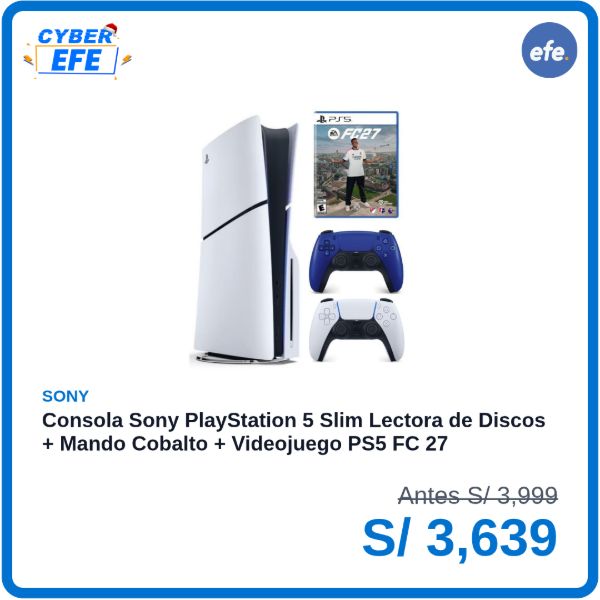 CYBER
EFE
efe.
PS5
FC27
SONY
Consola Sony PlayStation 5 Slim Lectora de Discos
+ Mando Cobalto + Videojuego PS5 FC 27
Antes S/ 3,999
S/ 3,639